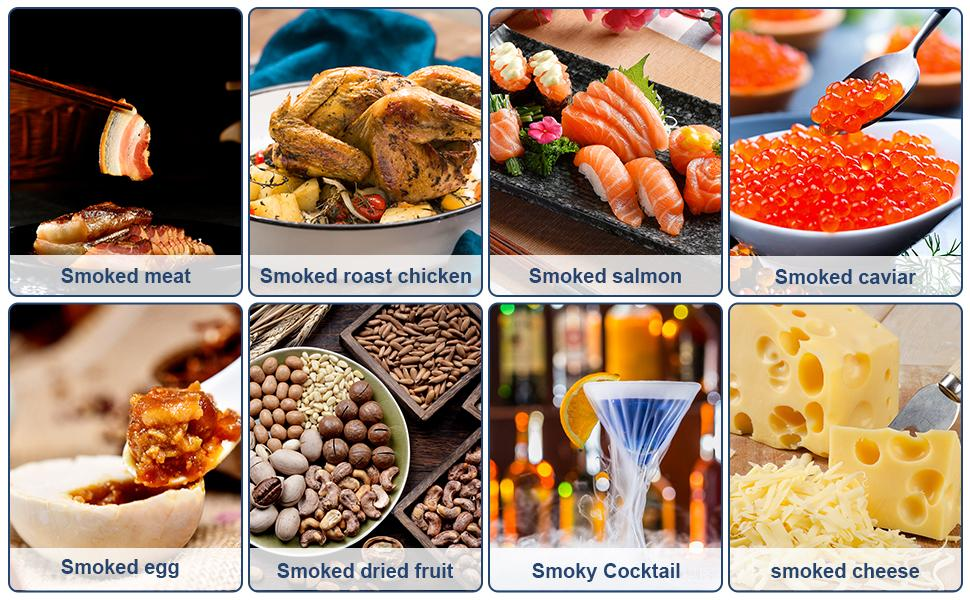 Smoked meat
Smoked roast chicken
Smoked salmon
Smoked caviar
Smoked egg
Smoked dried fruit
Smoky Cocktail
smoked cheese